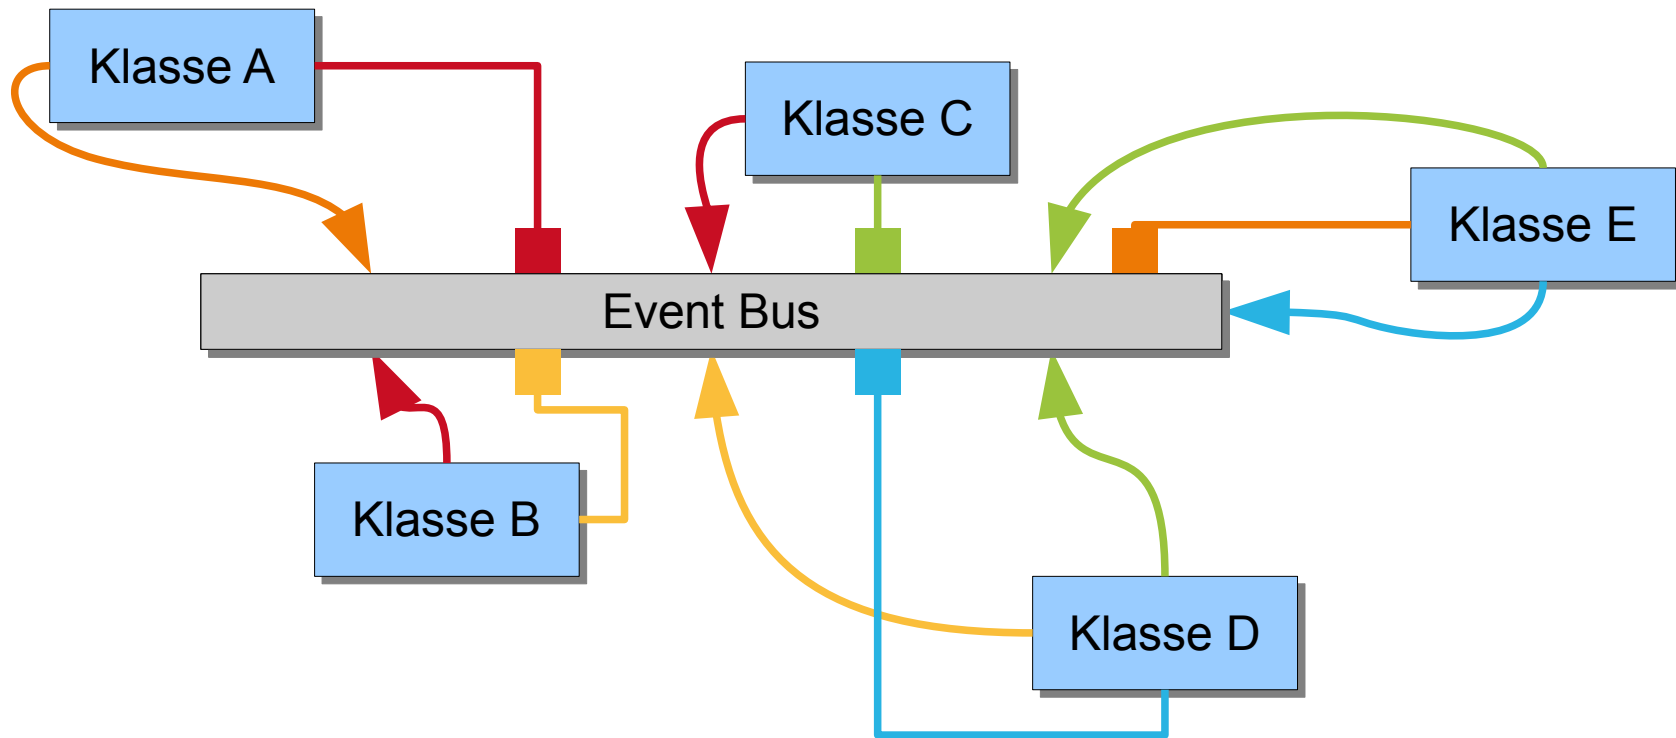 Klasse A
Klasse C
Klasse E
Event Bus
Klasse B
Klasse D